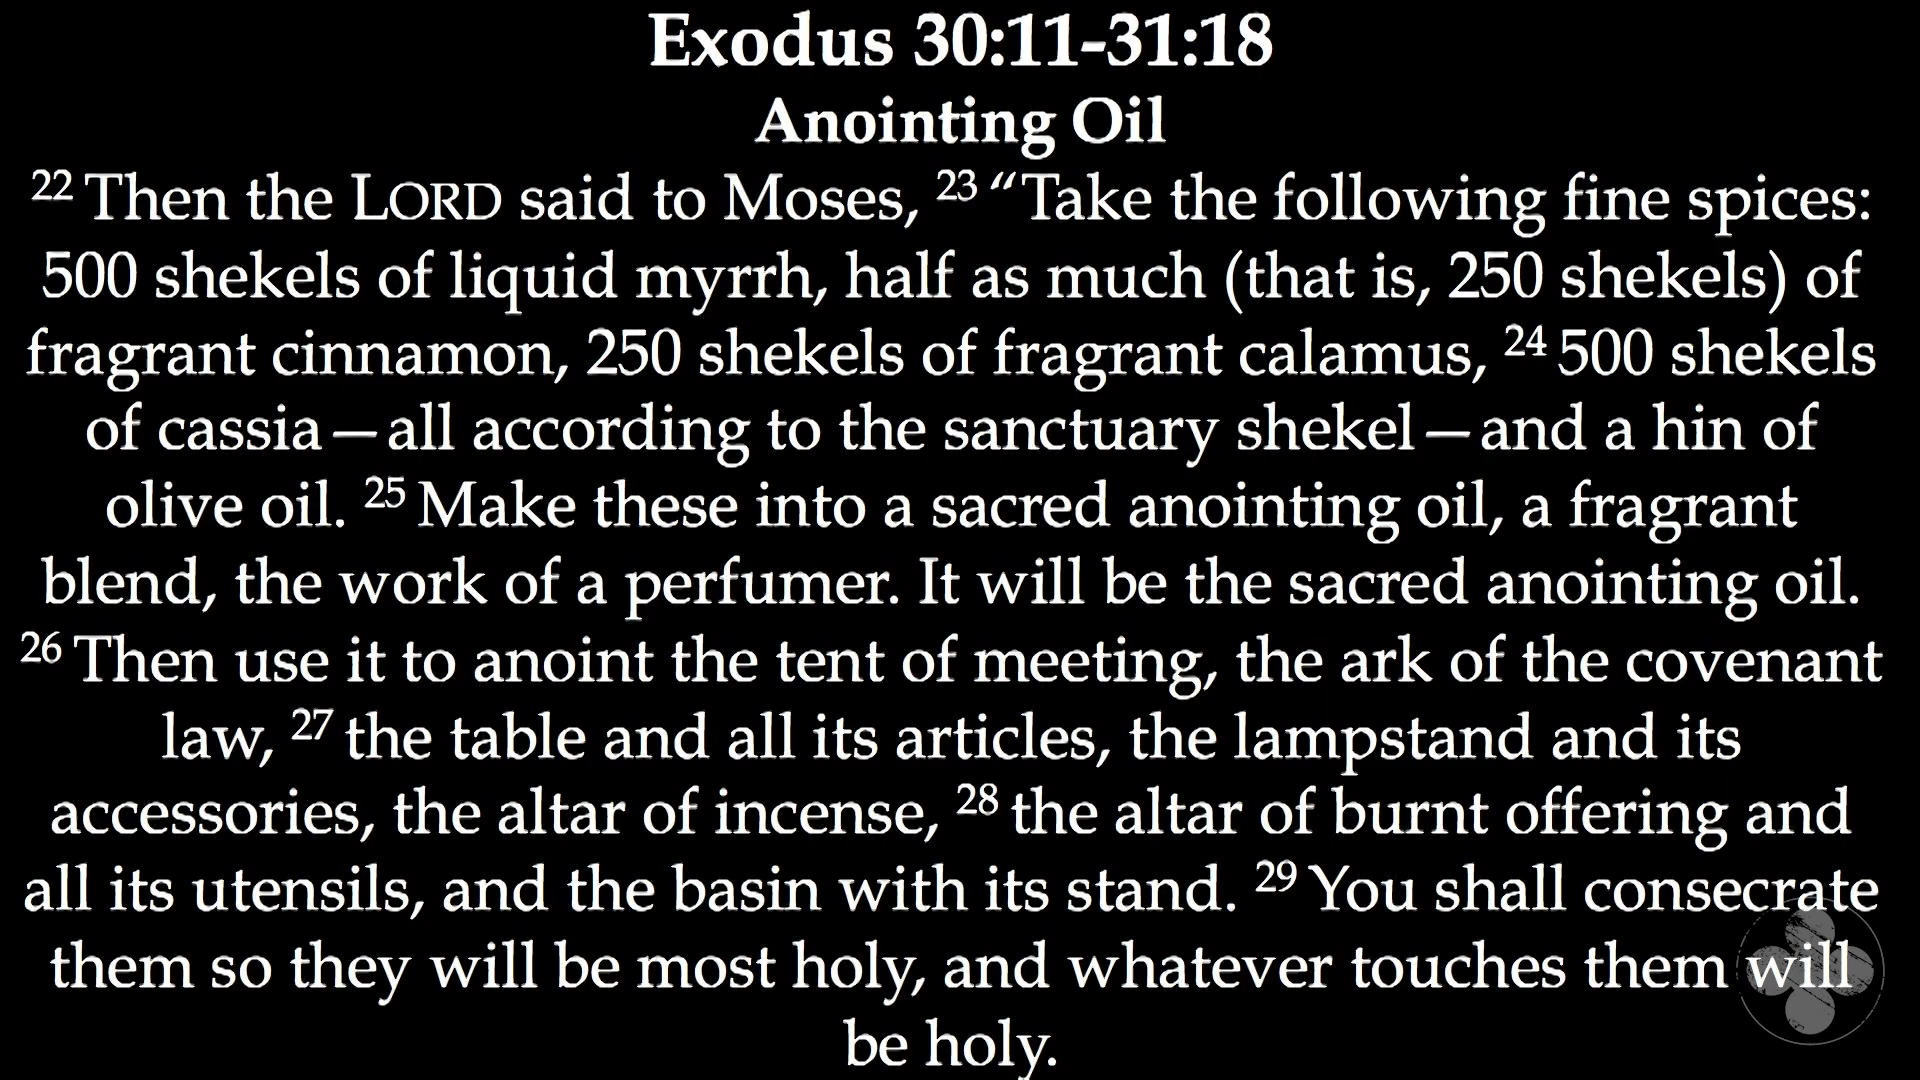 Exodus 30:11-31:18
Anointing Oil
22 Then the LORD said to Moses, 23 “Take the following fine spices:
500 shekels of liquid myrrh, half as much (that is, 250 shekels) of
fragrant cinnamon, 250 shekels of fragrant calamus, 24 500 shekels
of cassia—all according to the sanctuary shekel—and a hin of
olive oil. 25 Make these into a sacred anointing oil, a fragrant
blend, the work of a perfumer. It will be the sacred anointing oil.
26 Then use it to anoint the tent of meeting, the ark of the covenant
law, 27 the table and all its articles, the lampstand and its
accessories, the altar of incense, 28 the altar of burnt offering and
all its utensils, and the basin with its stand. 29 You shall consecrate
them so they will be most holy, and whatever touches them will
be holy.